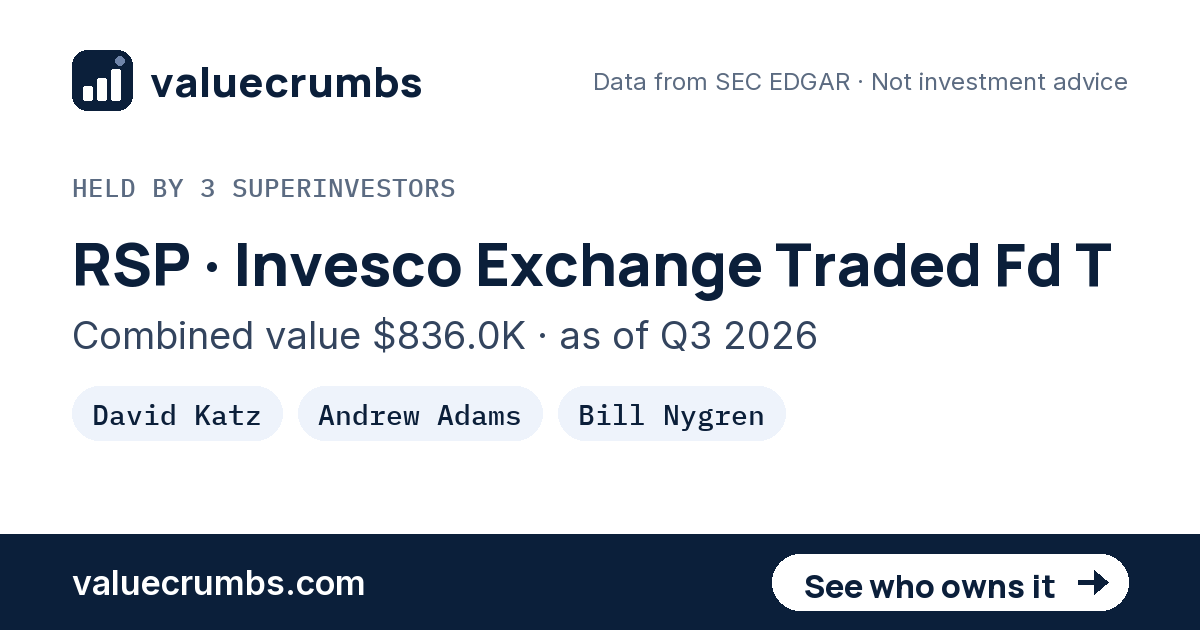 valuecrumbs
Data from SEC EDGAR · Not investment advice
HELD BY 3 SUPERINVESTORS
RSP · Invesco Exchange Traded Fd T
Combined value $836.0K · as of Q3 2026
David Katz
Andrew Adams
Bill Nygren
valuecrumbs.com
See who owns it →